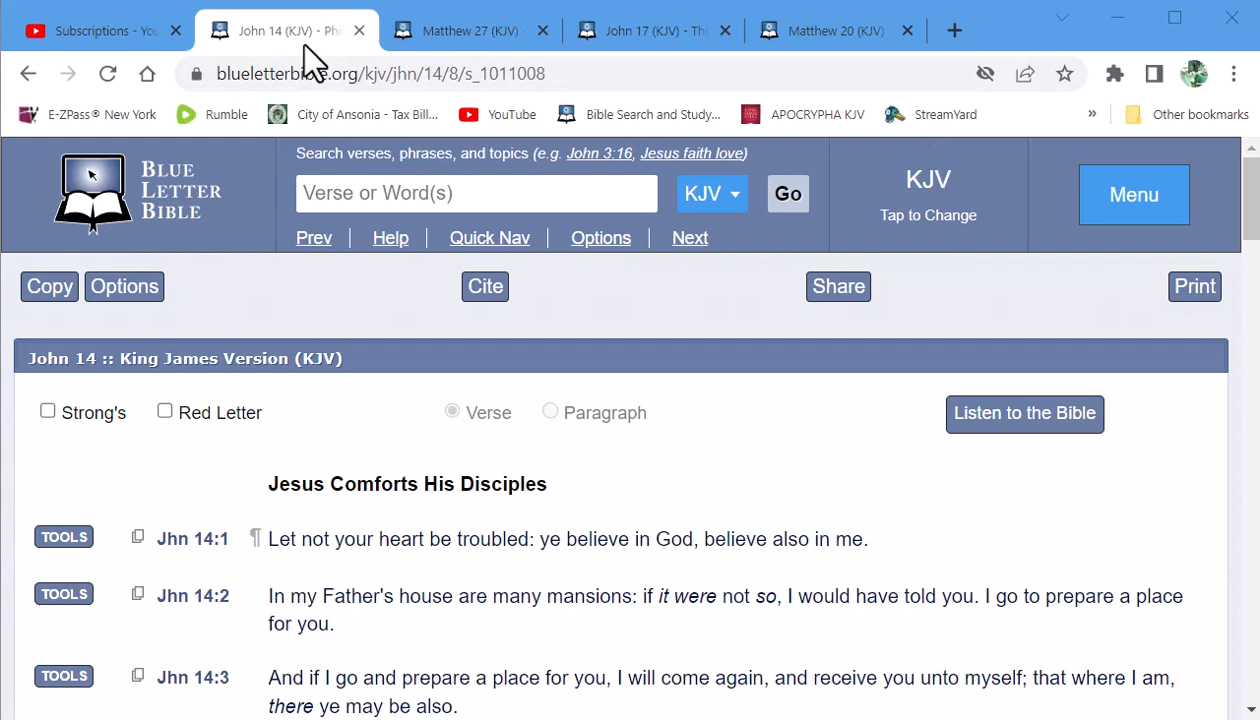 Subscriptions - You
John 14 (KJV) - Phi
Matthew 27 (KJV) -
John 17 (KJV) - The
Matthew 20 (KJV)
.org/kjv/jhn/14/8/s_1011008
E-ZPass® New York
Rumble
City of Ansonia - Tax Bill...
YouTube
Bible Search and Study...
APOCRYPHA KJV
StreamYard
»
Other bookmarks
BLUE
LETTER
BIBLE
Search verses, phrases, and topics (e.g. John 3:16, Jesus faith love)
Verse or Word(s)
KJV
Go
Prev
Help
Quick Nav
Options
Next
KJV
Tap to Change
Menu
Copy
Options
Cite
Share
Print
John 14 :: King James Version (KJV)
Strong's
Red Letter
Verse
Paragraph
Listen to the Bible
Jesus Comforts His Disciples
TOOLS Jhn 14:1 ¶ Let not your heart be troubled: ye believe in God, believe also in me.
TOOLS Jhn 14:2 In my Father's house are many mansions: if it were not so, I would have told you. I go to prepare a place
for you.
TOOLS Jhn 14:3 And if I go and prepare a place for you, I will come again, and receive you unto myself; that where I am,
there ye may be also.